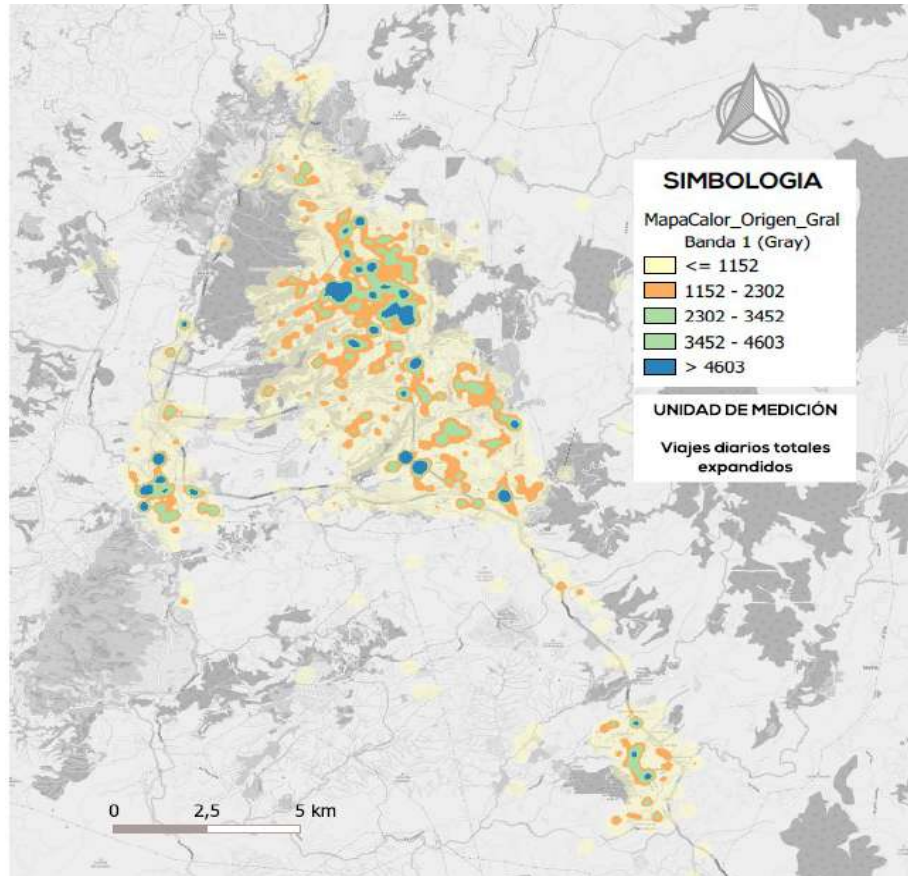 SIMBOLOGIA
MapaCalor_Origen_Gral
Banda 1 (Gray)
<= 1152
1152 - 2302
2302 - 3452
3452 - 4603
> 4603
UNIDAD DE MEDICIÓN
Viajes diarios totales
expandidos
0 2,5 5 km